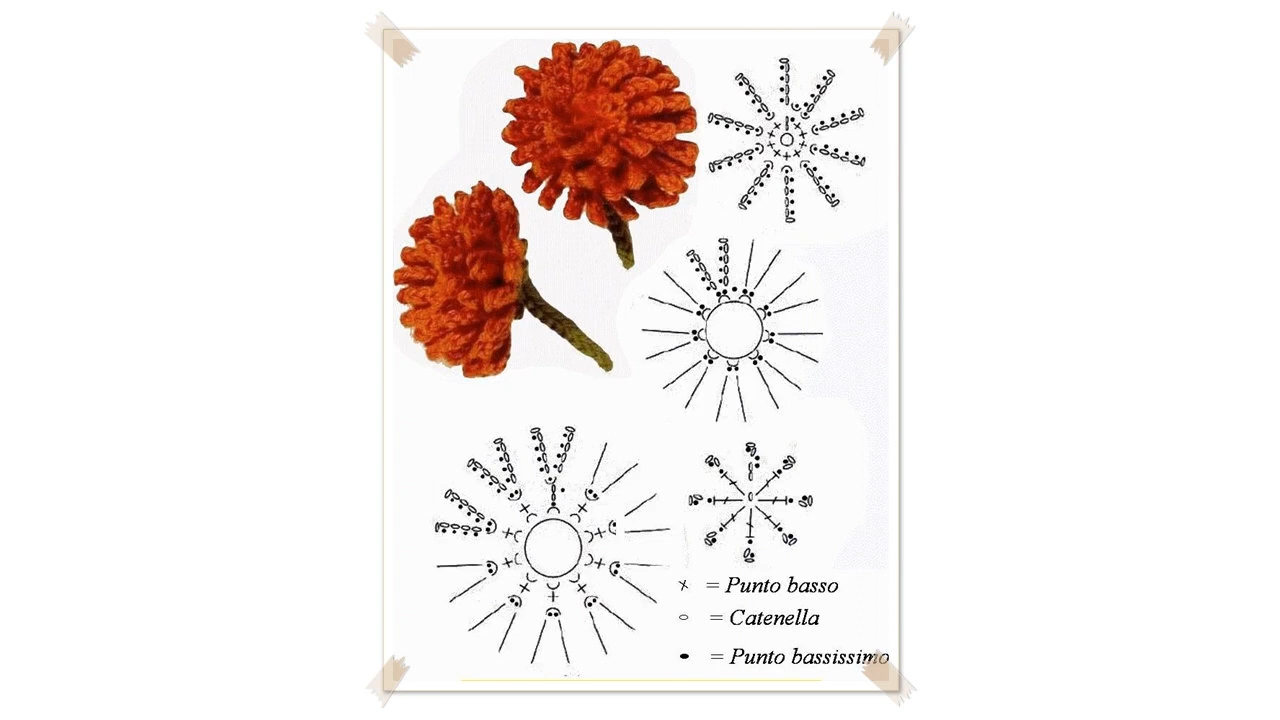 × = Punto basso
○ = Catenella
• = Punto bassissimo